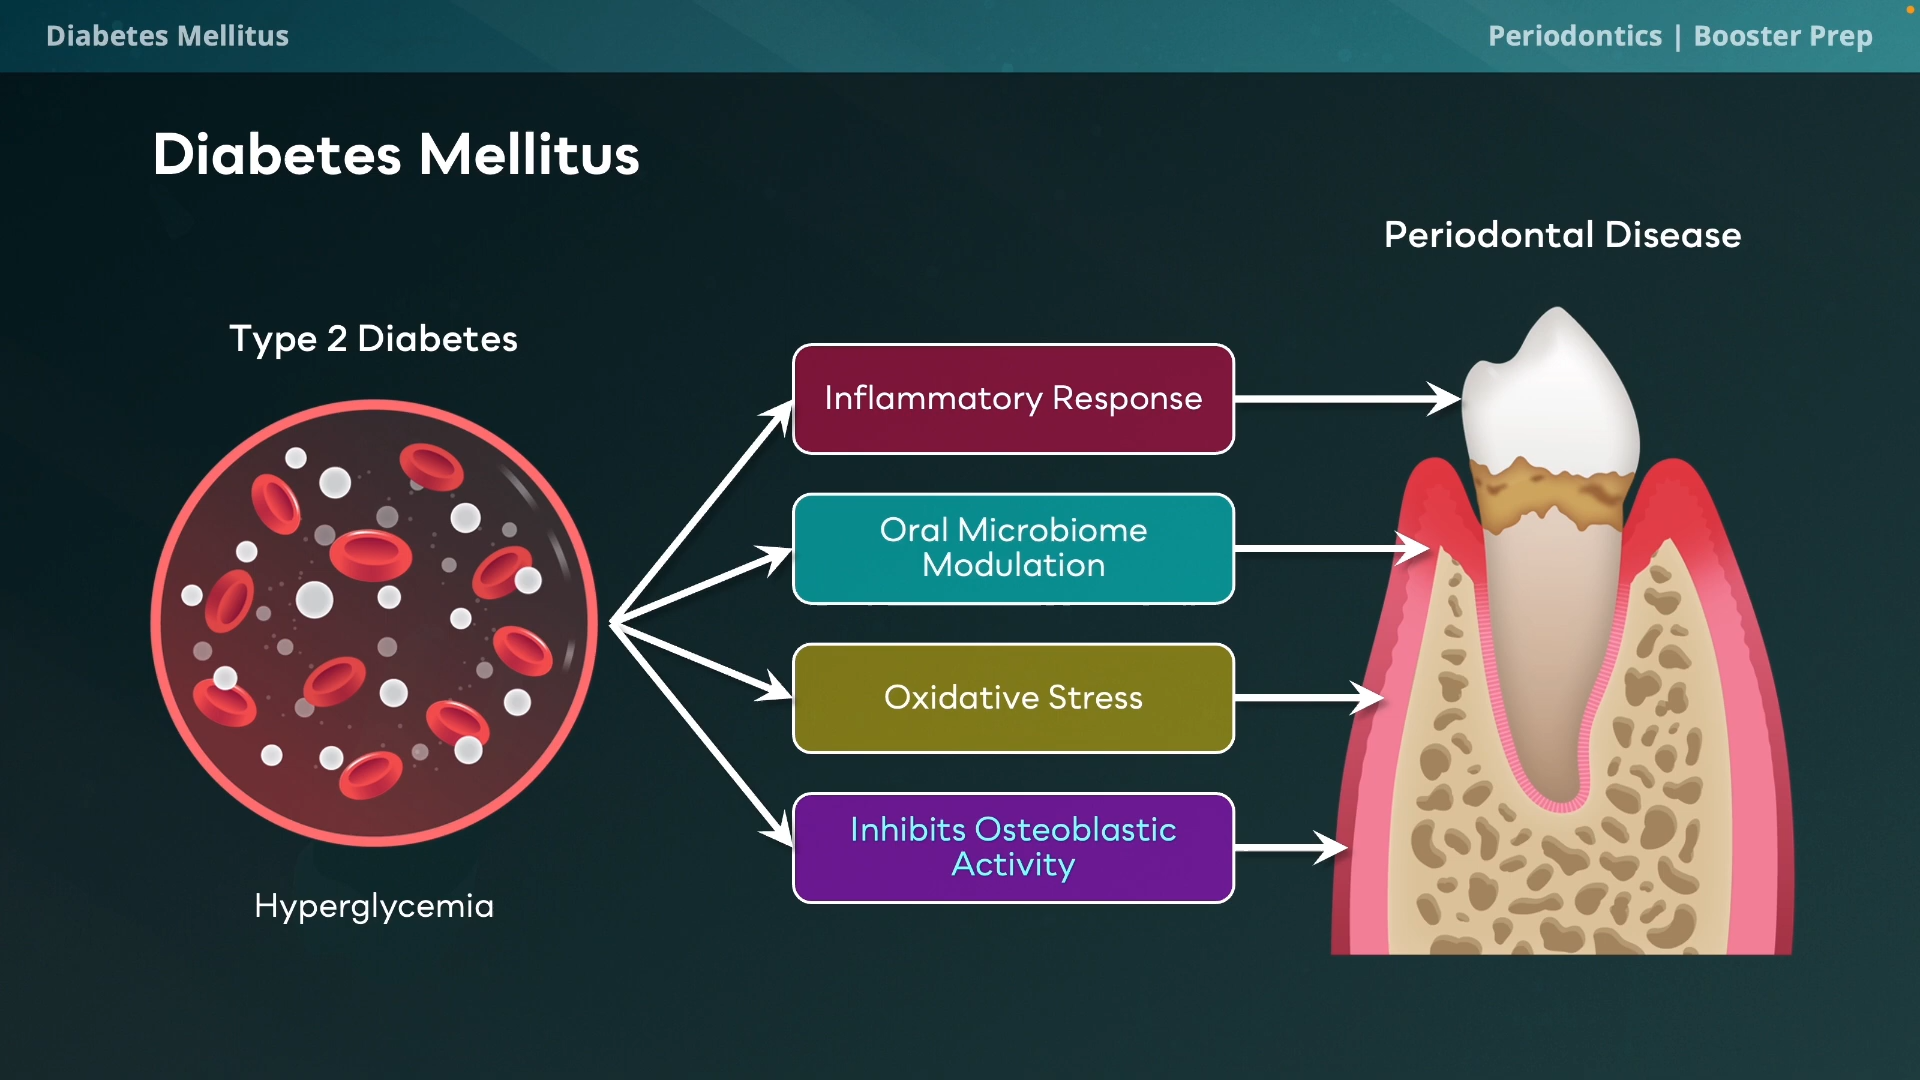 Diabetes Mellitus
Periodontics | Booster Prep
Diabetes Mellitus
Periodontal Disease
Type 2 Diabetes
Inflammatory Response
Oral Microbiome
Modulation
Oxidative Stress
Inhibits Osteoblastic
Activity
Hyperglycemia